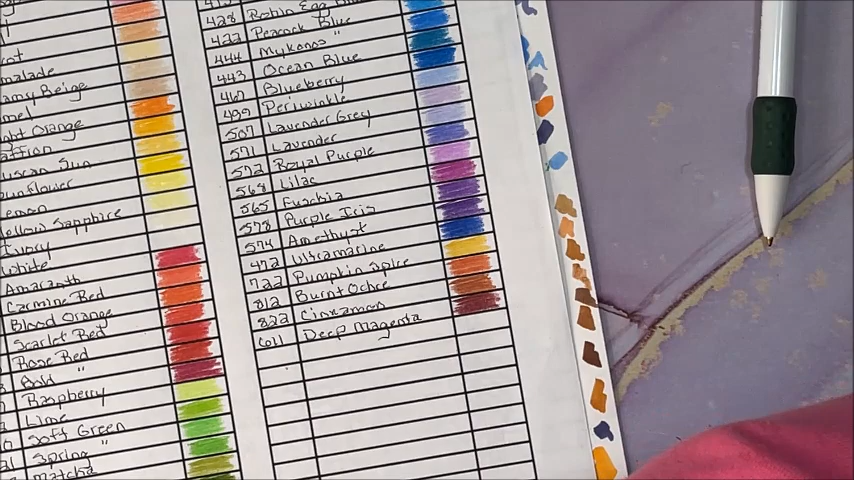 malade
amy Beige
mel
ght Orange
affron
uscan Sun
unflower
emon
ellow Sapphire
Ivory
White
Amaranth
Carmine Red
Blood Orange
Scarlet Red
Rose Red
Bold "
Raspberry
Lime
Soft Green
Spring "
Matcha
428 Robin Egg
422 Peacock Blue
444 Mykonos "
443 Ocean Blue
467 Blueberry
499 Periwinkle
507 Lavender Grey
571 Lavender
572 Royal Purple
568 Lilac
565 Fuschia
578 Purple Iris
574 Amethyst
472 Ultramarine
722 Pumpkin Spice
812 Burnt Ochre
822 Cinnamon
611 Deep Magenta